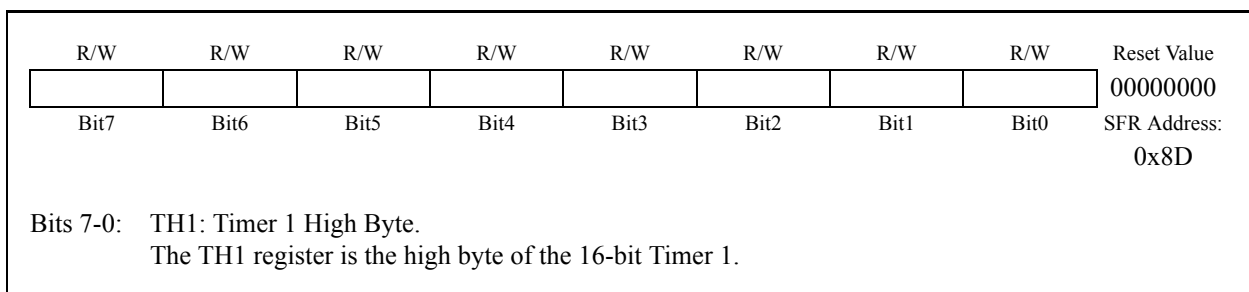 R/W R/W R/W R/W R/W R/W R/W R/W Reset Value
00000000
Bit7 Bit6 Bit5 Bit4 Bit3 Bit2 Bit1 Bit0 SFR Address:
0x8D
Bits 7-0: TH1: Timer 1 High Byte.
The TH1 register is the high byte of the 16-bit Timer 1.